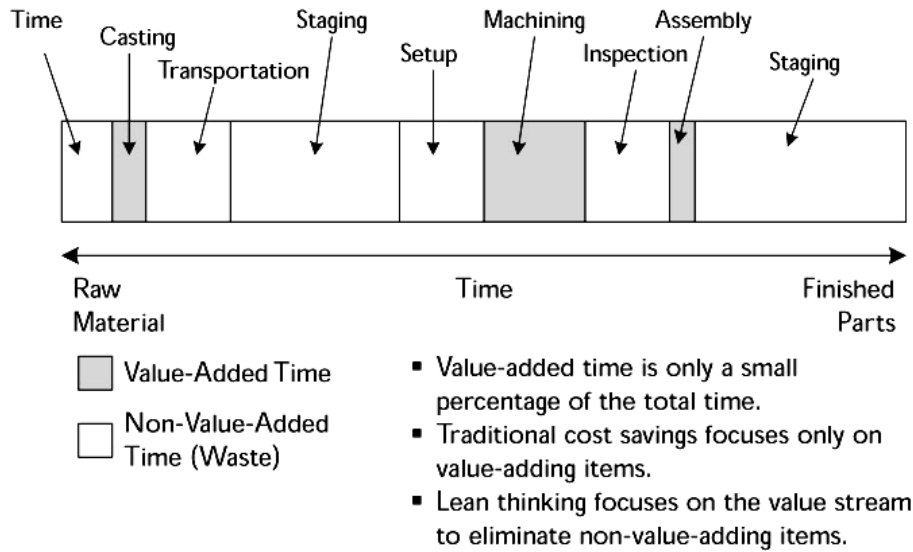 Time
Casting
Transportation
Staging
Setup
Machining
Inspection
Assembly
Staging
Raw
Material
Time
Finished
Parts
Value-Added Time
Non-Value-Added
Time (Waste)
▪ Value-added time is only a small
percentage of the total time.
▪ Traditional cost savings focuses only on
value-adding items.
▪ Lean thinking focuses on the value stream
to eliminate non-value-adding items.